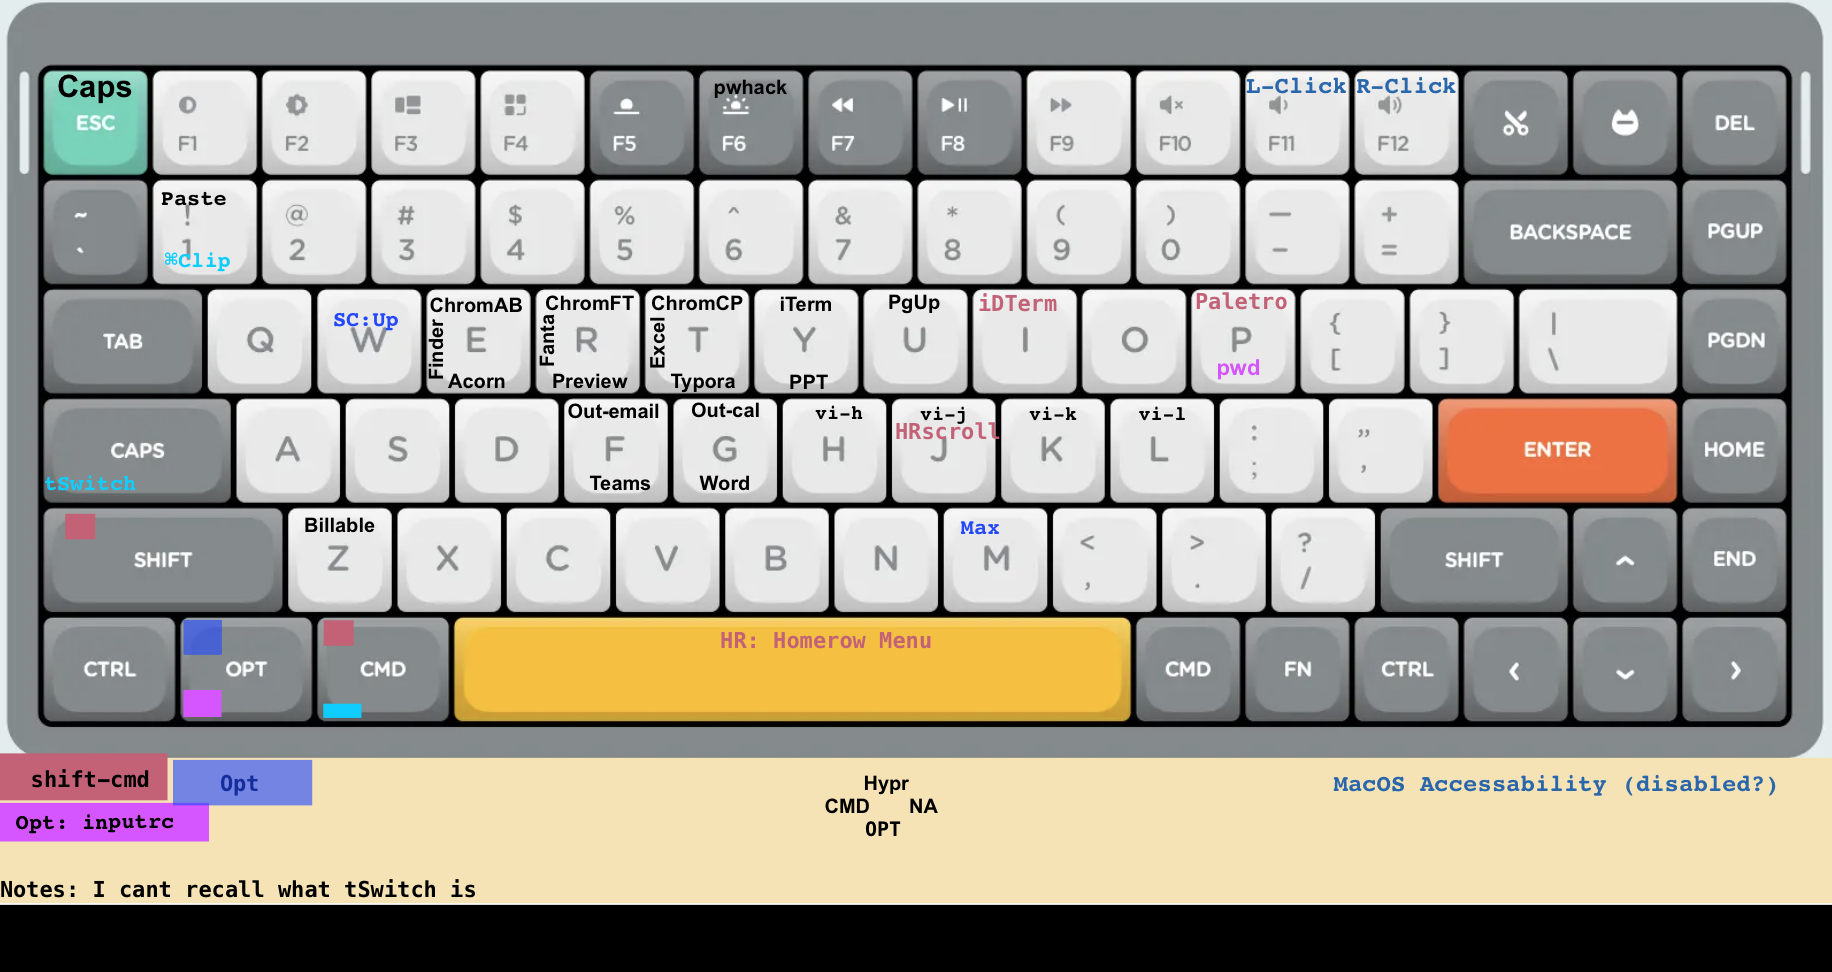 Caps
ESC
F1
F2
F3
F4
F5
pwhack
F6
F7
F8
F9
F10
L-Click
F11
R-Click
F12
DEL
~
`
Paste
!
1
⌘Clip
@
2
#
3
$
4
%
5
^
6
&
7
*
8
(
9
)
0
—
-
+
=
BACKSPACE
PGUP
TAB
Q
SC:Up
W
ChromAB
Finder
E
Acorn
ChromFT
Fanta
R
Preview
ChromCP
Excel
T
Typora
iTerm
Y
PPT
PgUp
U
iDTerm
I
O
Paletro
P
pwd
{
[
}
]
|
\
PGDN
CAPS
tSwitch
A
S
D
Out-email
F
Teams
Out-cal
G
Word
vi-h
H
vi-j
HRscroll
J
vi-k
K
vi-l
L
:
;
”
,
ENTER
HOME
SHIFT
Billable
Z
X
C
V
B
N
Max
M
<
,
>
.
?
/
SHIFT
END
CTRL
OPT
CMD
HR: Homerow Menu
CMD
FN
CTRL
shift-cmd
Opt
Opt: inputrc
Hypr
CMD NA
OPT
MacOS Accessability (disabled?)
Notes: I cant recall what tSwitch is